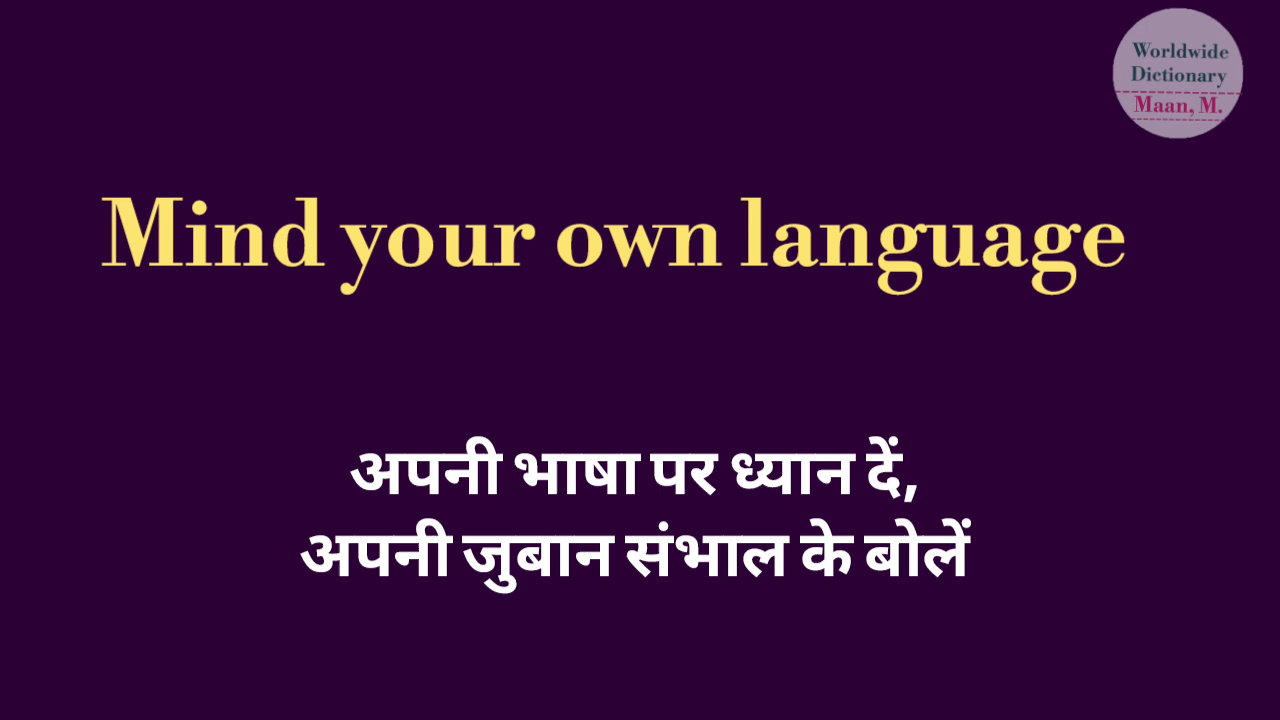 Worldwide
Dictionary
Maan, M.
Mind your own language
अपनी भाषा पर ध्यान दें,
अपनी जुबान संभाल के बोलें